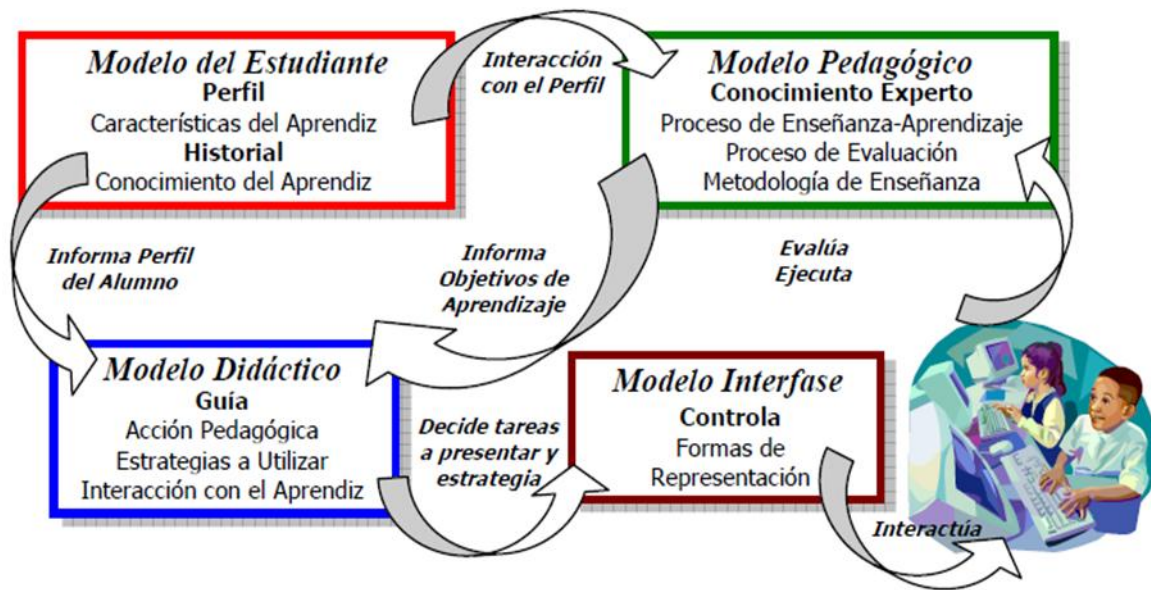 Modelo del Estudiante
Perfil
Características del Aprendiz
Historial
Conocimiento del Aprendiz
Interacción
con el Perfil
Modelo Pedagógico
Conocimiento Experto
Proceso de Enseñanza-Aprendizaje
Proceso de Evaluación
Metodología de Enseñanza
Informa Perfil
del Alumno
Informa
Objetivos de
Aprendizaje
Evalúa
Ejecuta
Modelo Didáctico
Guía
Acción Pedagógica
Estrategias a Utilizar
Interacción con el Aprendiz
Decide tareas
a presentar y
estrategia
Modelo Interfase
Controla
Formas de
Representación
Interactúa